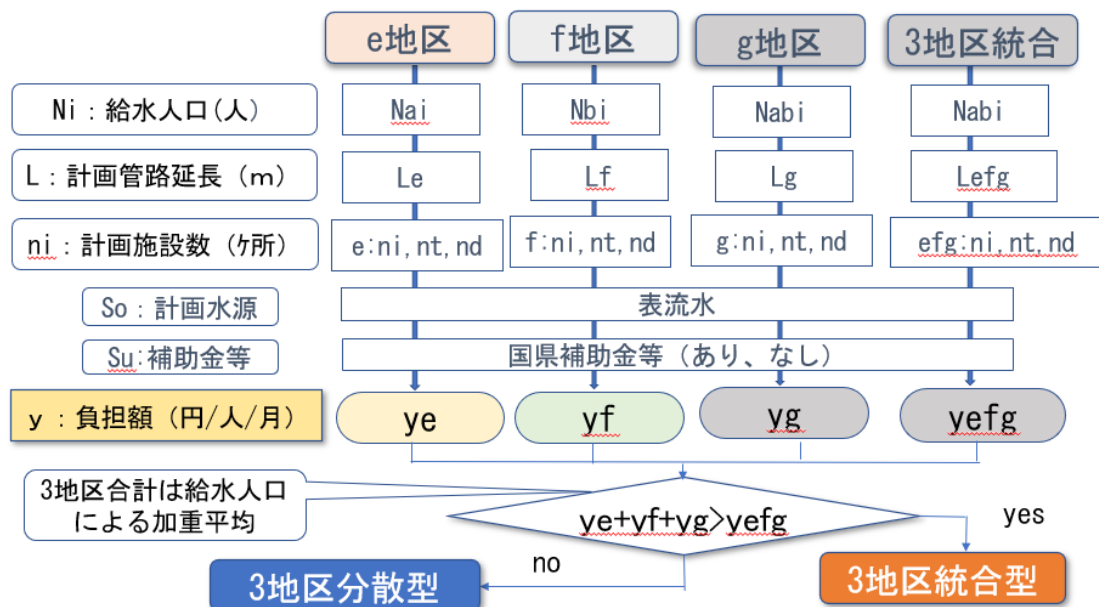 e地区 f地区 g地区 3地区統合
Ni：給水人口(人) Nai Nbi Nabi Nabi
L：計画管路延長（ｍ） Le Lf Lg Lefg
ni：計画施設数（ｹ所） e:ni,nt,nd f:ni,nt,nd g:ni,nt,nd efg:ni,nt,nd
So：計画水源 表流水
Su:補助金等 国県補助金等（あり、なし）
ｙ：負担額（円/人/月） ye yf yg yefg
3地区合計は給水人口
による加重平均
ye+yf+yg>yefg
yes
no
3地区分散型
3地区統合型